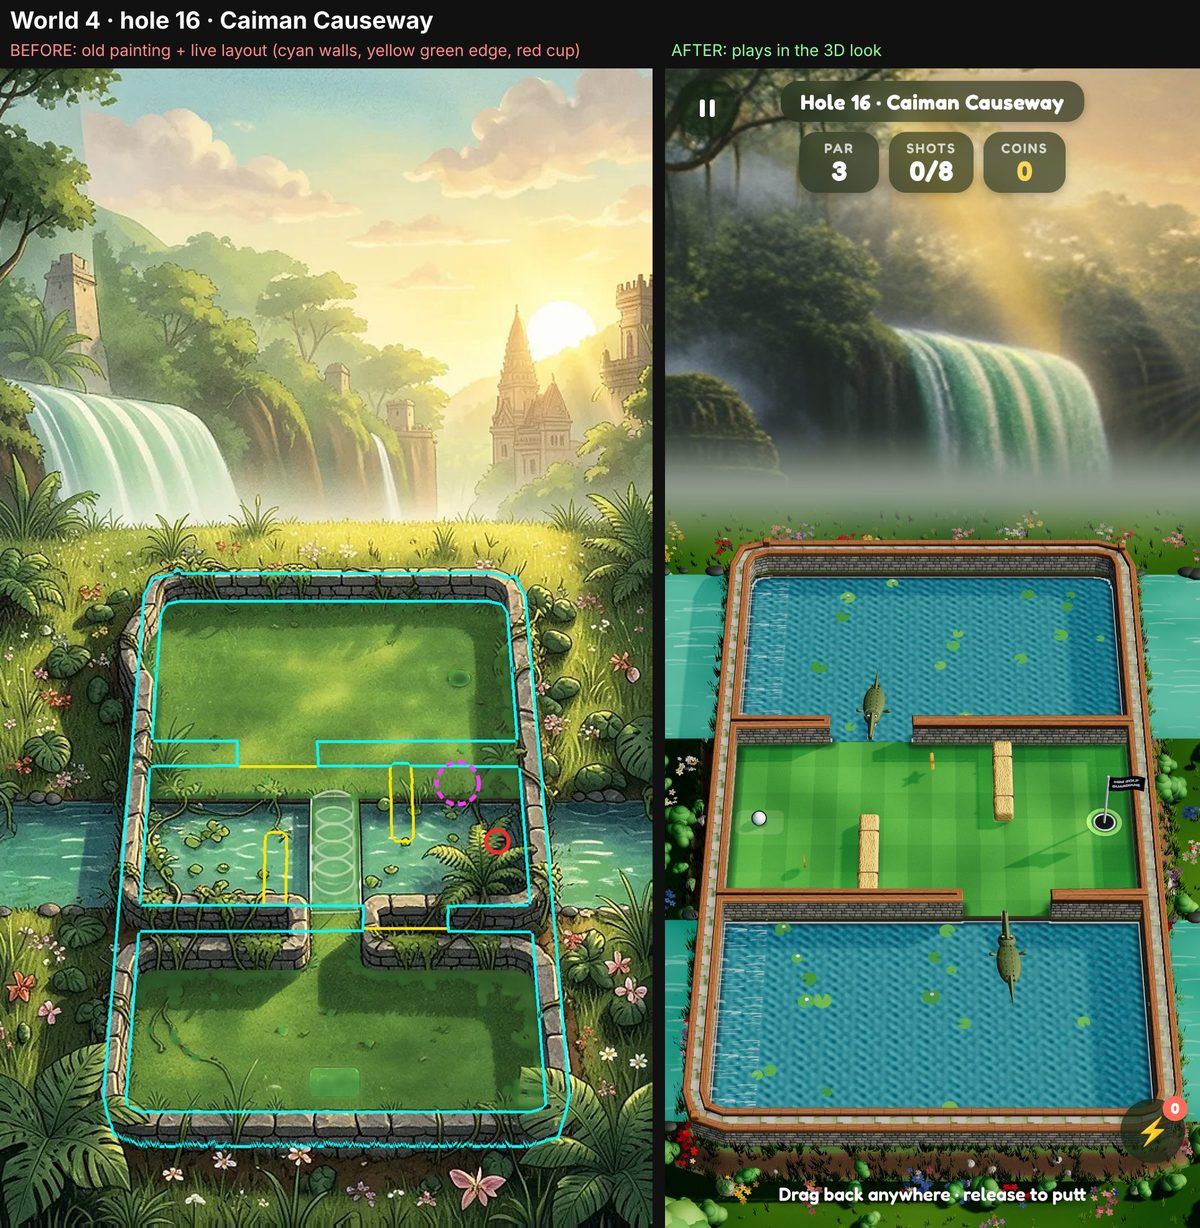 World 4 · hole 16 · Caiman Causeway
BEFORE: old painting + live layout (cyan walls, yellow green edge, red cup)
AFTER: plays in the 3D look
Hole 16 · Caiman Causeway
PAR
3
SHOTS
0/8
COINS
0
0
Drag back anywhere · release to putt